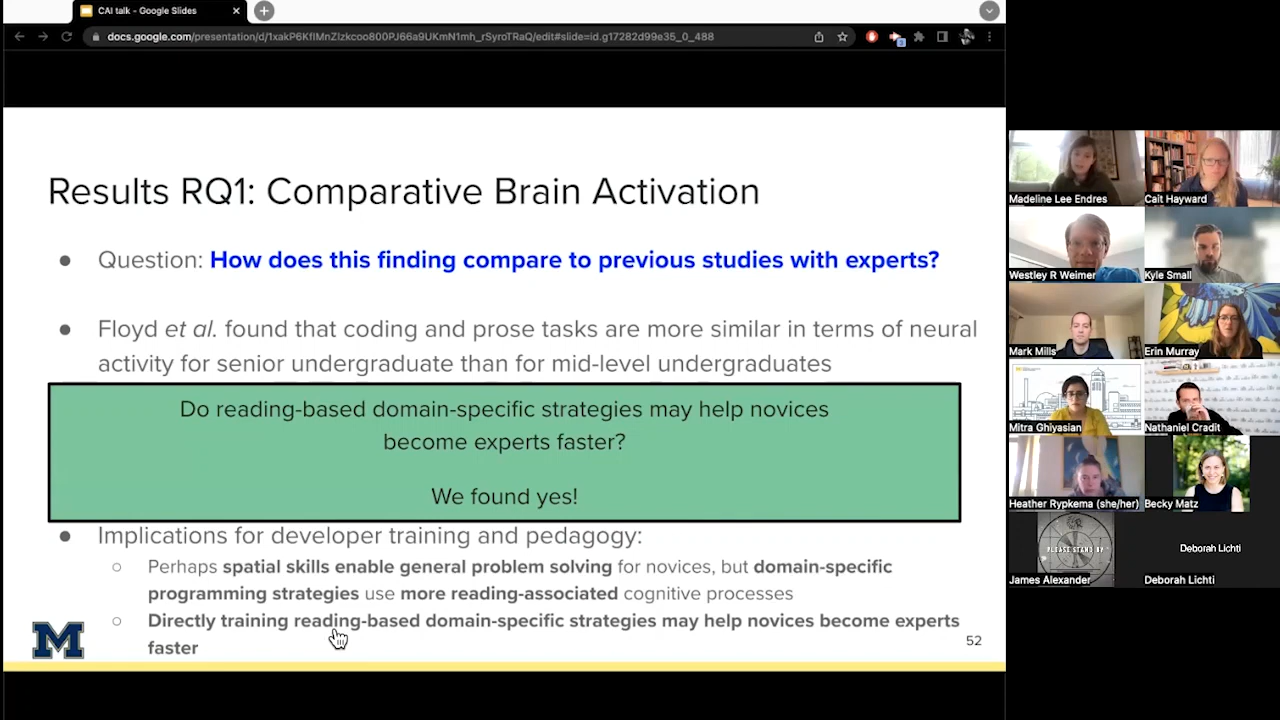 CAI talk - Google Slides
docs.google.com/presentation/d/1xakP6KflMnZlzkcoo800PJ66a9UKmN1mh_rSyroTRaQ/edit#slide=id.g17282d99e35_0_488
Results RQ1: Comparative Brain Activation
● Question: How does this finding compare to previous studies with experts?
● Floyd et al. found that coding and prose tasks are more similar in terms of neural
activity for senior undergraduate than for mid-level undergraduates
Do reading-based domain-specific strategies may help novices
become experts faster?
We found yes!
● Implications for developer training and pedagogy:
○ Perhaps spatial skills enable general problem solving for novices, but domain-specific
programming strategies use more reading-associated cognitive processes
○ Directly training reading-based domain-specific strategies may help novices become experts
faster
M
52
Madeline Lee Endres
Cait Hayward
Westley R Weimer
Kyle Small
Mark Mills
Erin Murray
Mitra Ghiyasian
Nathaniel Cradit
Heather Rypkema (she/her)
Becky Matz
PLEASE STAND BY
James Alexander
Deborah Lichti
Deborah Lichti